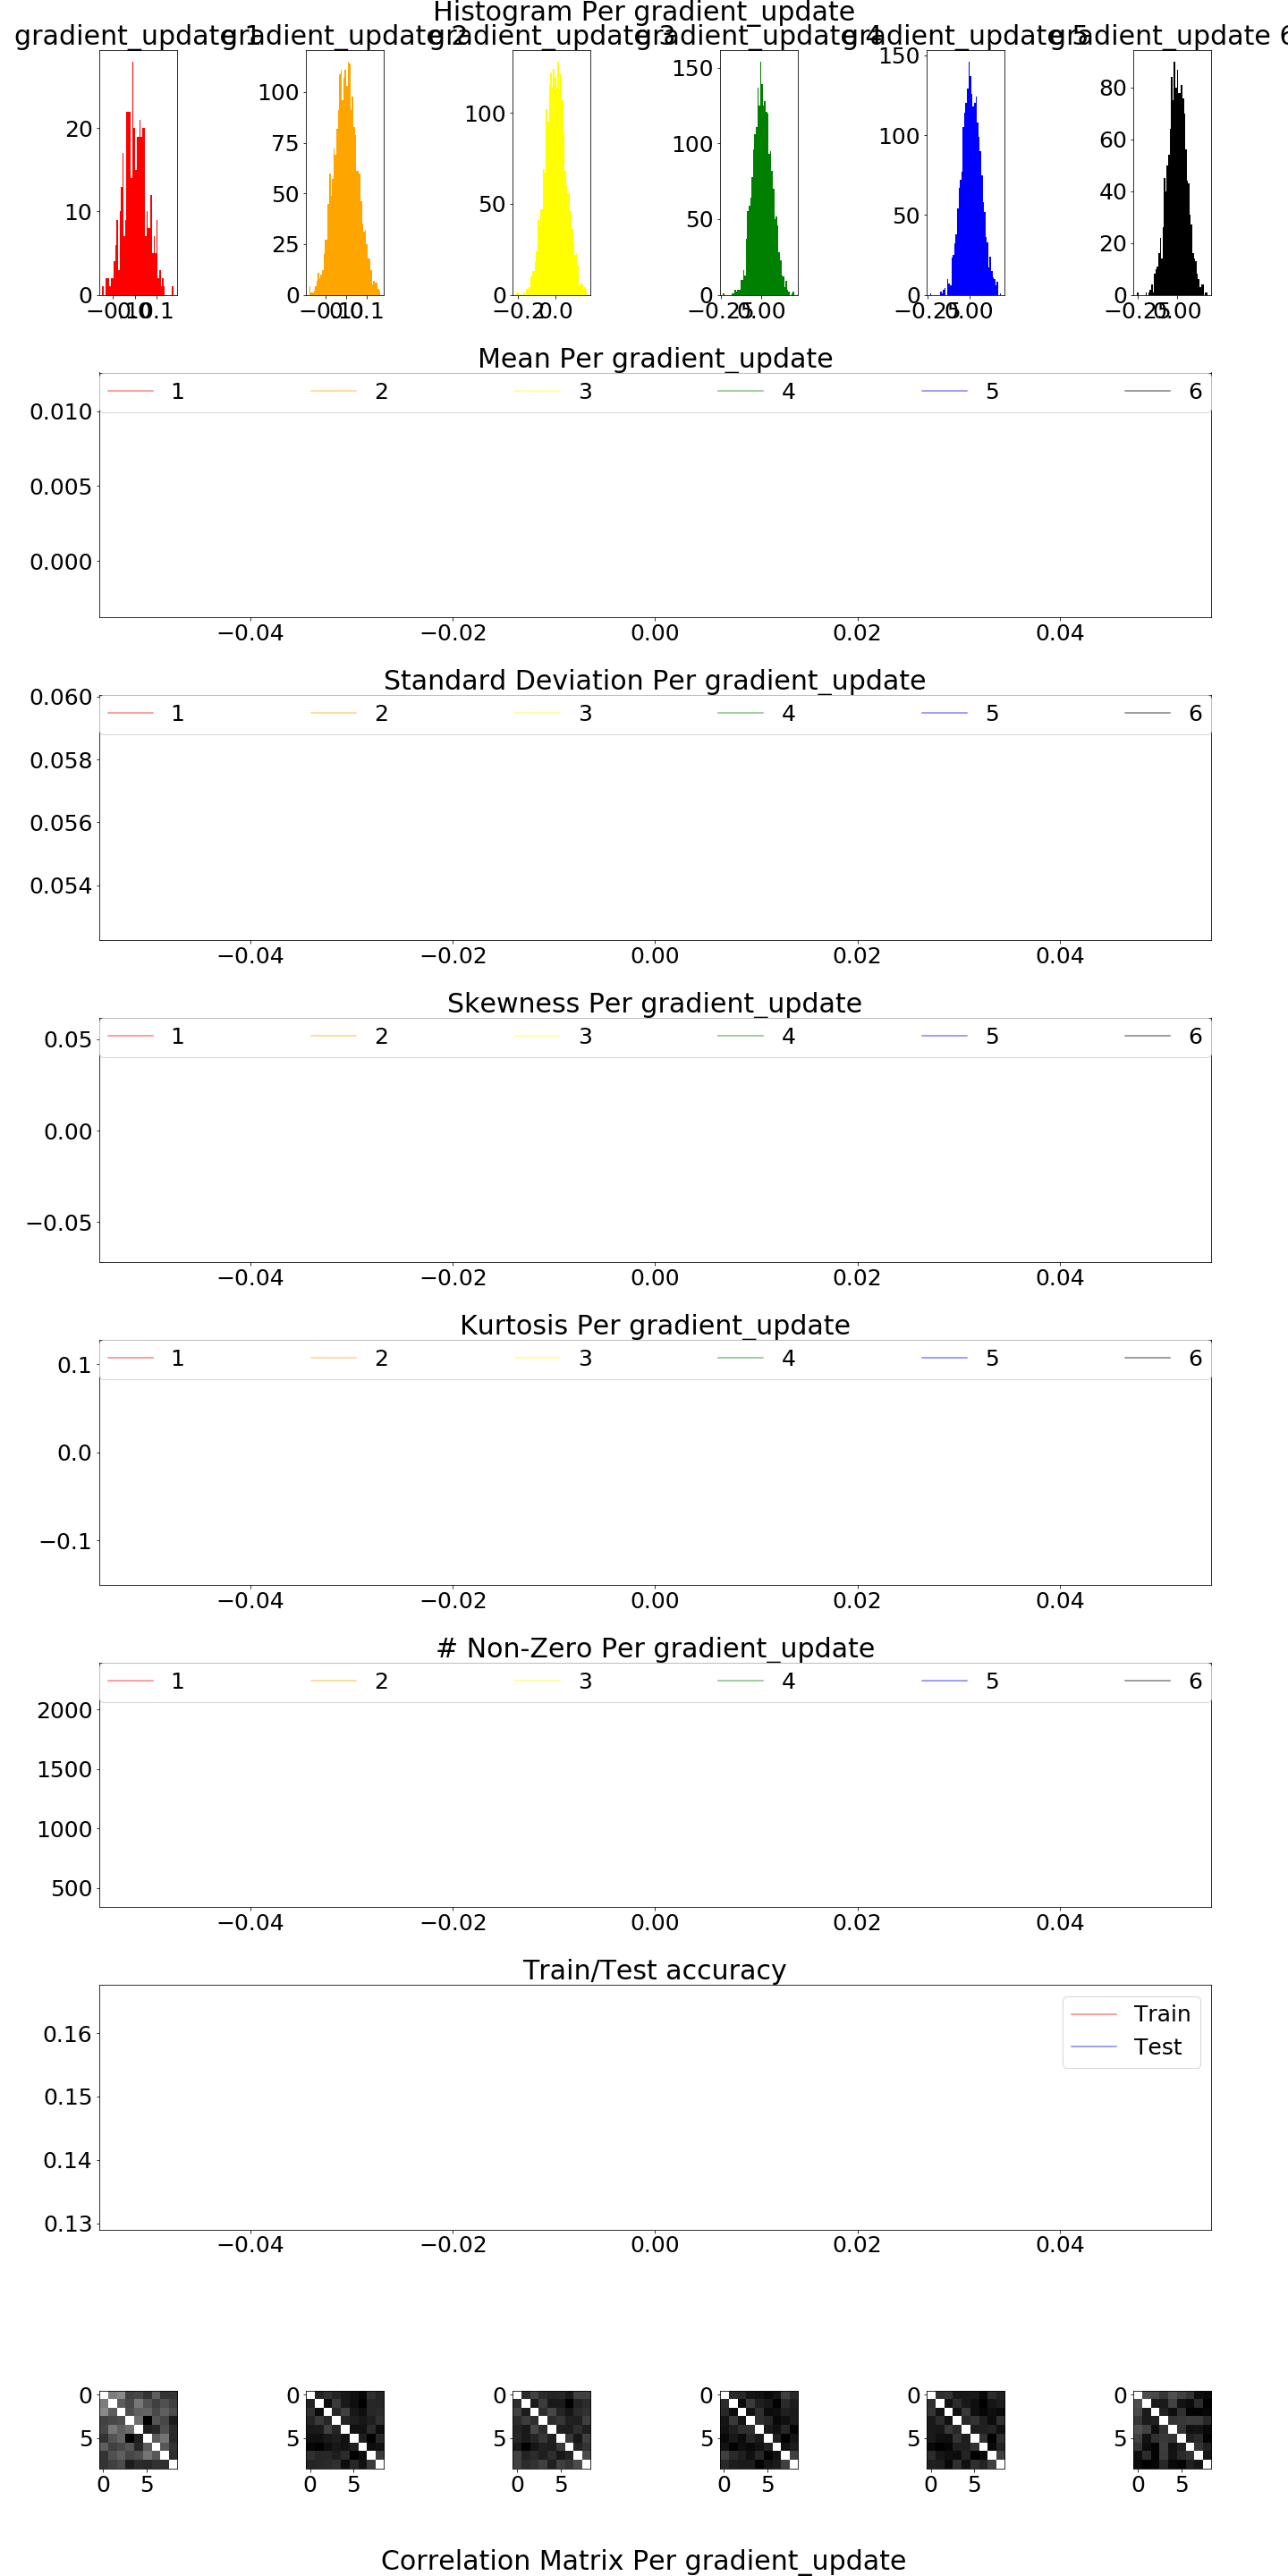 Histogram Per gradient_update
gradient_update 1 gradient_update 2 gradient_update 3 gradient_update 4 gradient_update 5 gradient_update 6
20
10
0
−0.1 0.0 0.1
100
75
50
25
0
−0.1 0.0 0.1
100
50
0
−0.2 0.0
150
100
50
0
−0.25 0.00
150
100
50
0
−0.25 0.00
80
60
40
20
0
−0.25 0.00
Mean Per gradient_update
1 2 3 4 5 6
0.010
0.005
0.000
−0.04 −0.02 0.00 0.02 0.04
Standard Deviation Per gradient_update
1 2 3 4 5 6
0.060
0.058
0.056
0.054
−0.04 −0.02 0.00 0.02 0.04
Skewness Per gradient_update
1 2 3 4 5 6
0.05
0.00
−0.05
−0.04 −0.02 0.00 0.02 0.04
Kurtosis Per gradient_update
1 2 3 4 5 6
0.1
0.0
−0.1
−0.04 −0.02 0.00 0.02 0.04
# Non-Zero Per gradient_update
1 2 3 4 5 6
2000
1500
1000
500
−0.04 −0.02 0.00 0.02 0.04
Train/Test accuracy
Train
Test
0.16
0.15
0.14
0.13
−0.04 −0.02 0.00 0.02 0.04
0 0 0 0 0 0
5 5 5 5 5 5
0 5 0 5 0 5 0 5 0 5 0 5
Correlation Matrix Per gradient_update